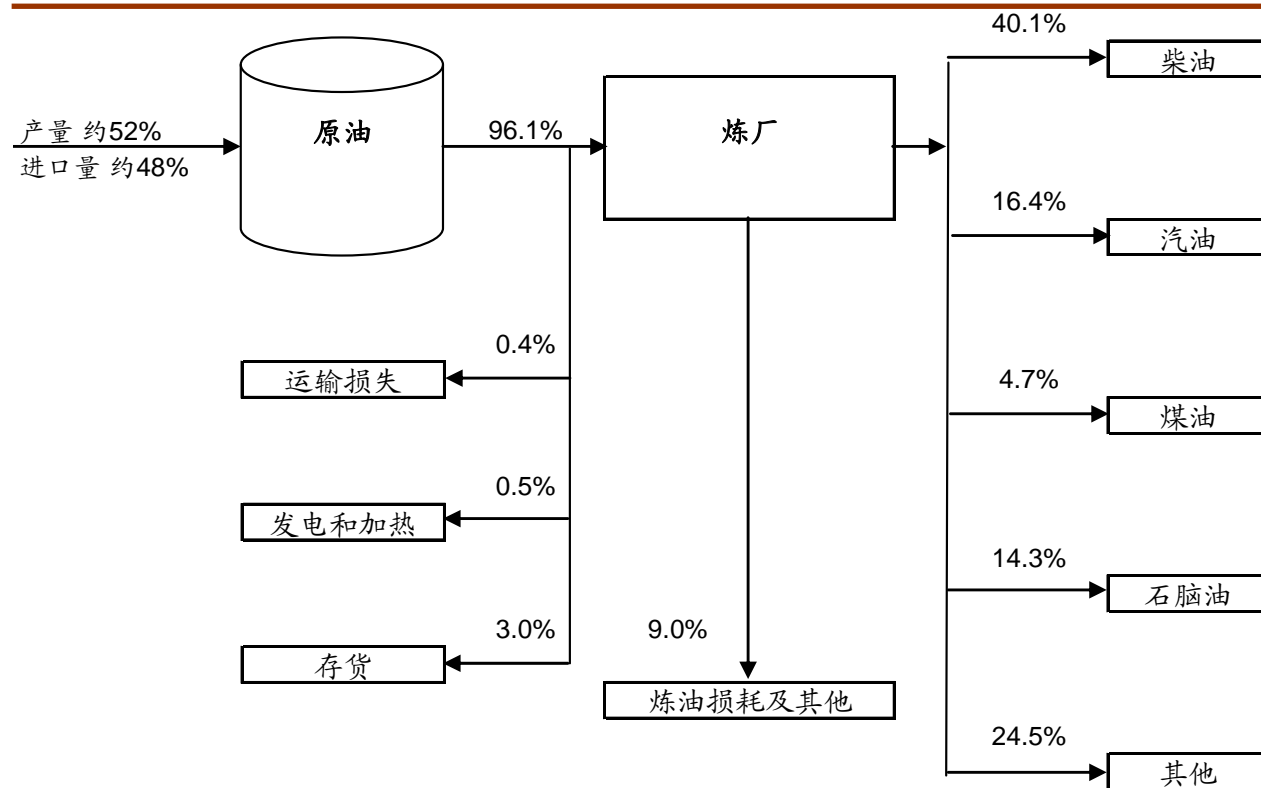 40.1%
柴油
产量 约52%
进口量 约48%
原油
96.1%
炼厂
16.4%
汽油
0.4%
运输损失
4.7%
煤油
0.5%
发电和加热
14.3%
石脑油
3.0%
存货
9.0%
炼油损耗及其他
24.5%
其他